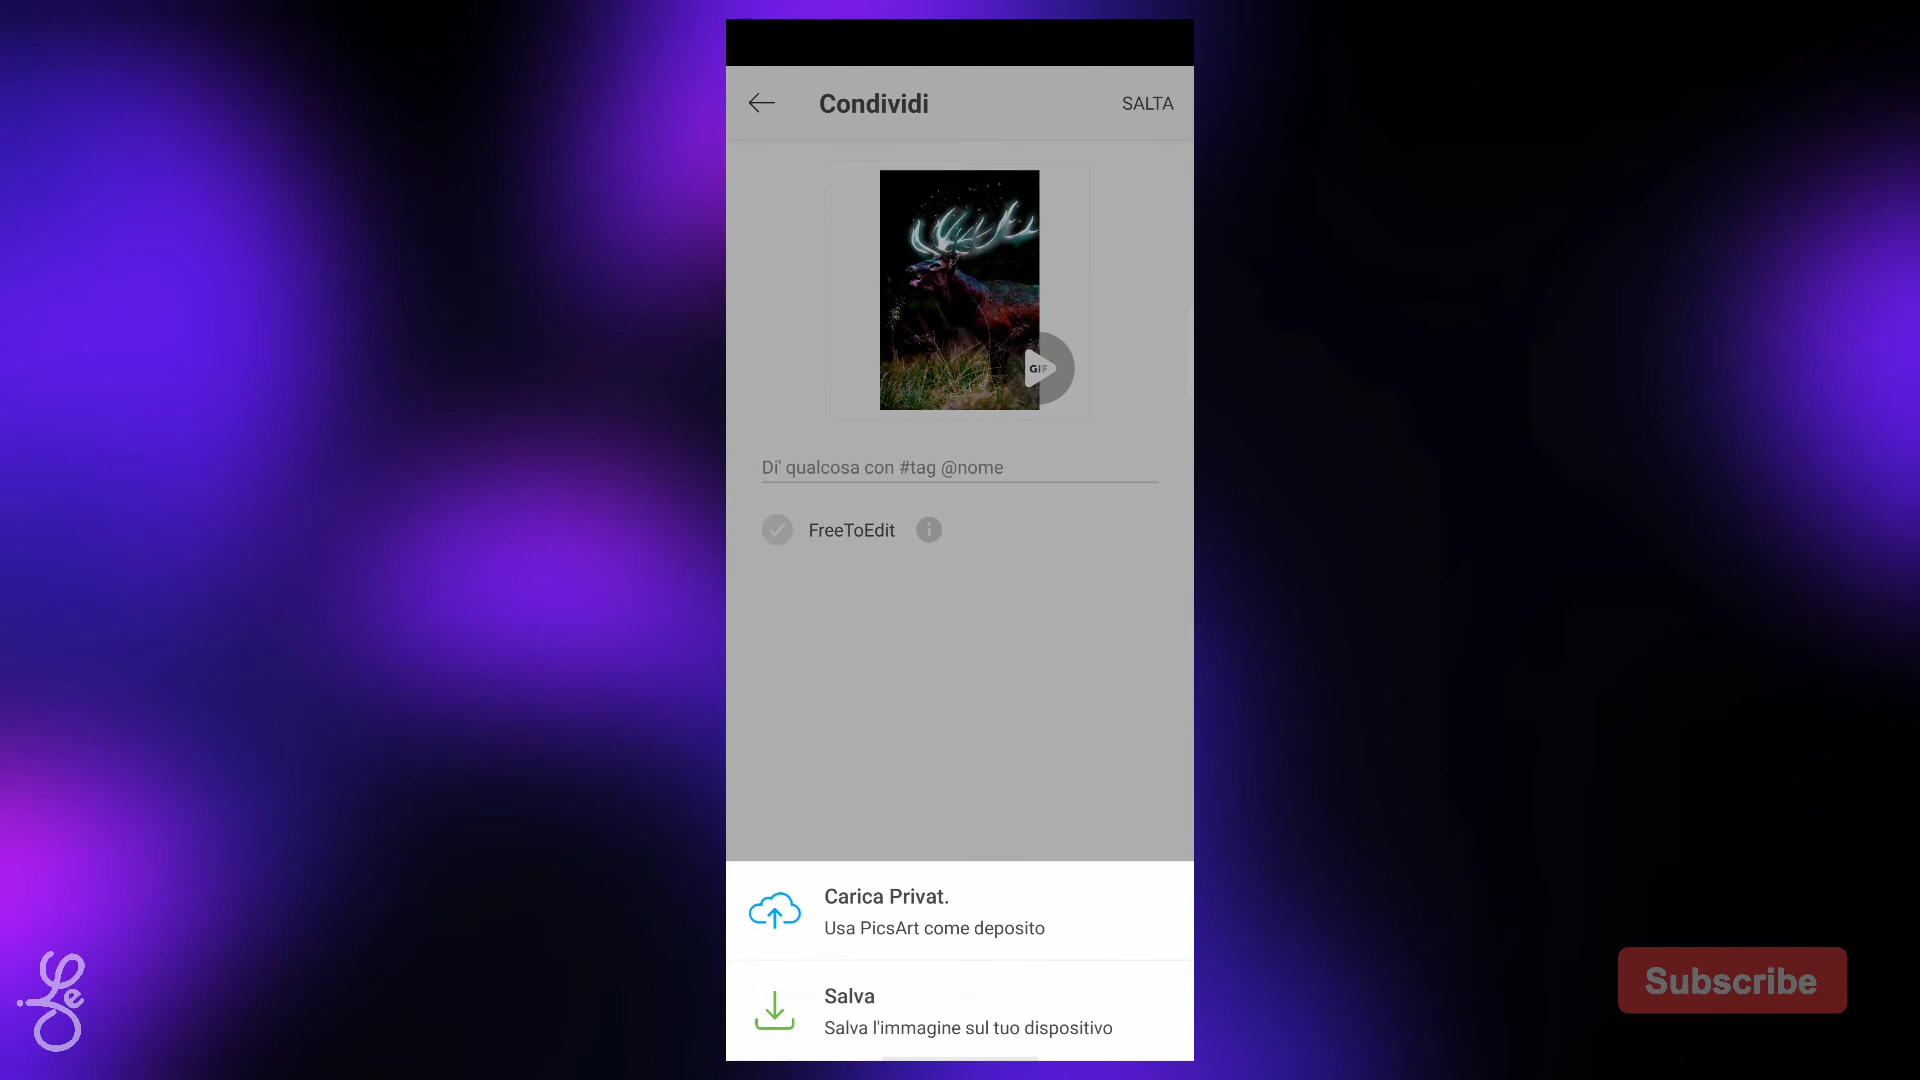 Condividi
SALTA
GIF
Di' qualcosa con #tag @nome
FreeToEdit
Carica Privat.
Usa PicsArt come deposito
Salva
Salva l'immagine sul tuo dispositivo
Subscribe